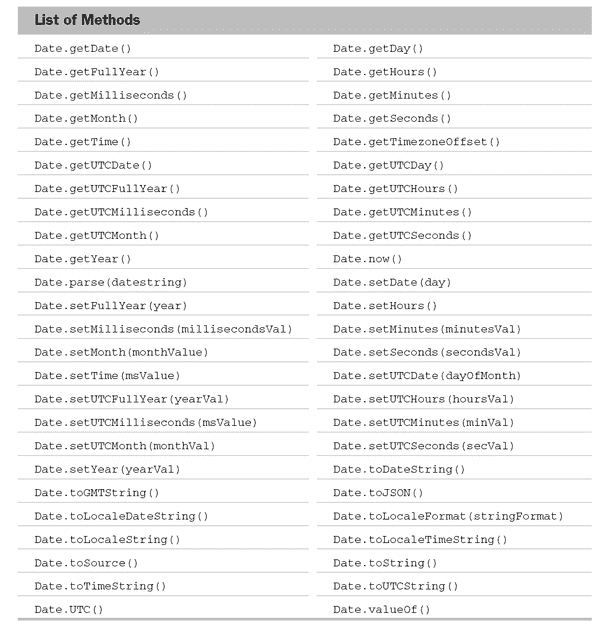 List of Methods
Date.getDate() Date.getDay()
Date.getFullYear() Date.getHours()
Date.getMilliseconds() Date.getMinutes()
Date.getMonth() Date.getSeconds()
Date.getTime() Date.getTimezoneOffset()
Date.getUTCDate() Date.getUTCDay()
Date.getUTCFullYear() Date.getUTCHours()
Date.getUTCMilliseconds() Date.getUTCMinutes()
Date.getUTCMonth() Date.getUTCSeconds()
Date.getYear() Date.now()
Date.parse(datestring) Date.setDate(day)
Date.setFullYear(year) Date.setHours()
Date.setMilliseconds(millisecondsVal) Date.setMinutes(minutesVal)
Date.setMonth(monthValue) Date.setSeconds(secondsVal)
Date.setTime(msValue) Date.setUTCDate(dayOfMonth)
Date.setUTCFullYear(yearVal) Date.setUTCHours(hoursVal)
Date.setUTCMilliseconds(msValue) Date.setUTCMinutes(minVal)
Date.setUTCMonth(monthVal) Date.setUTCSeconds(secVal)
Date.setYear(yearVal) Date.toDateString()
Date.toGMTString() Date.toJSON()
Date.toLocaleDateString() Date.toLocaleFormat(stringFormat)
Date.toLocaleString() Date.toLocaleTimeString()
Date.toSource() Date.toString()
Date.toTimeString() Date.toUTCString()
Date.UTC() Date.valueOf()